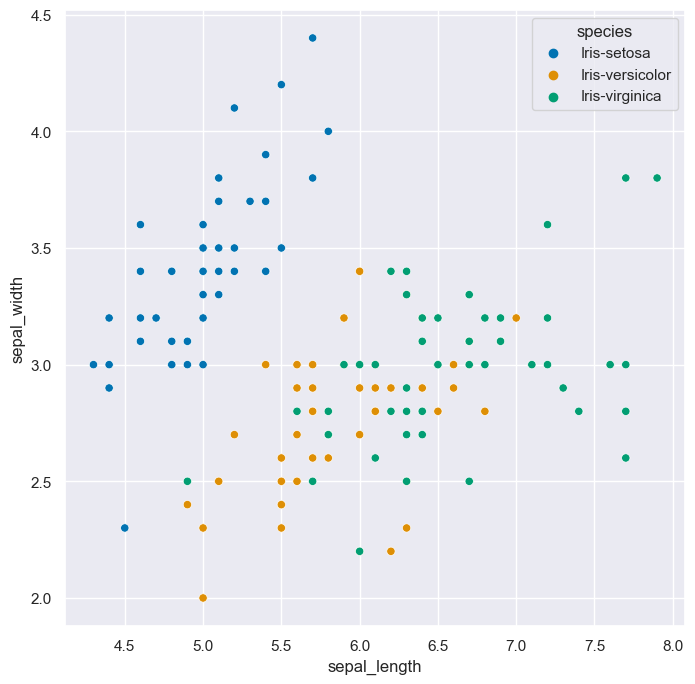 species
Iris-setosa
Iris-versicolor
Iris-virginica
4.5
4.0
3.5
3.0
2.5
2.0
sepal_width
4.5 5.0 5.5 6.0 6.5 7.0 7.5 8.0
sepal_length